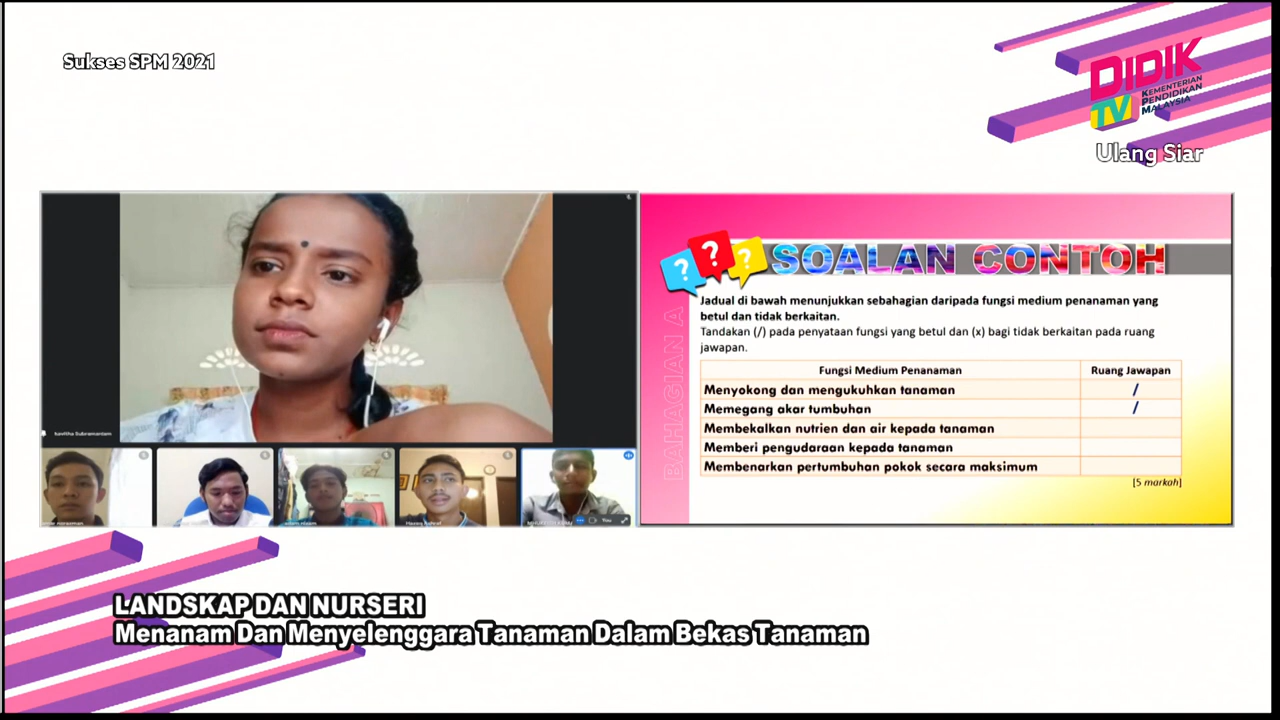 Sukses SPM 2021
DIDIK
TV
KEMENTERIAN
PENDIDIKAN
MALAYSIA
Ulang Siar
? ? ?
SOALAN CONTOH
BAHAGIAN A
Jadual di bawah menunjukkan sebahagian daripada fungsi medium penanaman yang
betul dan tidak berkaitan.
Tandakan (/) pada penyataan fungsi yang betul dan (x) bagi tidak berkaitan pada ruang
jawapan.
Fungsi Medium Penanaman Ruang Jawapan
Menyokong dan mengukuhkan tanaman /
Memegang akar tumbuhan /
Membekalkan nutrien dan air kepada tanaman
Memberi pengudaraan kepada tanaman
Membenarkan pertumbuhan pokok secara maksimum
[5 markah]
kavitha Subramaniam
You
LANDSKAP DAN NURSERI
Menanam Dan Menyelenggara Tanaman Dalam Bekas Tanaman